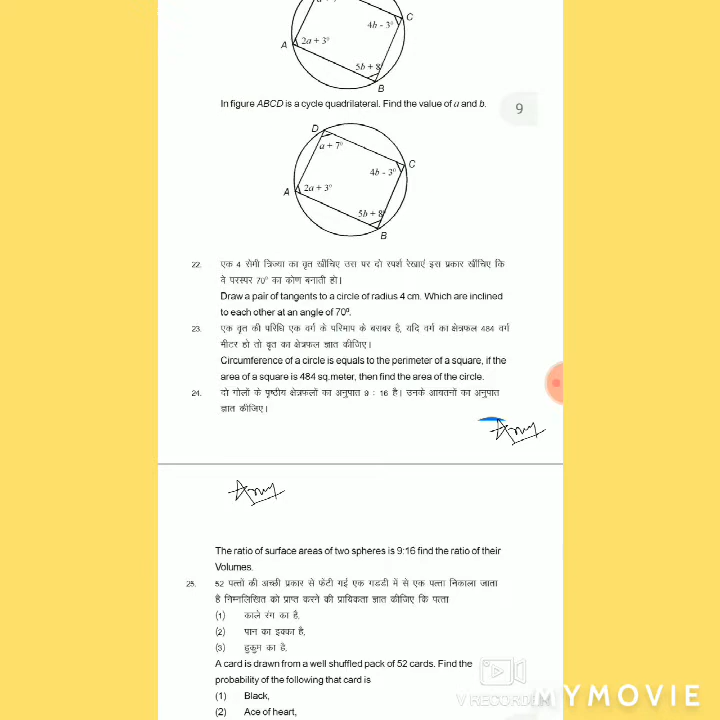 4b - 3°
C
A
2a + 3°
5b + 8°
B
In figure ABCD is a cycle quadrilateral. Find the value of a and b.
9
D
a + 7°
C
4b - 3°
A
2a + 3°
5b + 8°
B
22. एक 4 सेमी त्रिज्या का वृत खींचिए उस पर दो स्पर्श रेखाएं इस प्रकार खींचिए कि
वे परस्पर 70° का कोण बनाती हो।
Draw a pair of tangents to a circle of radius 4 cm. Which are inclined
to each other at an angle of 70º.
23. एक वृत की परिधि एक वर्ग के परिमाप के बराबर है, यदि वर्ग का क्षेत्रफल 484 वर्ग
मीटर हो तो वृत का क्षेत्रफल ज्ञात कीजिए।
Circumference of a circle is equals to the perimeter of a square, if the
area of a square is 484 sq.meter, then find the area of the circle.
24. दो गोलों के पृष्ठीय क्षेत्रफलों का अनुपात 9 : 16 है। उनके आयतनों का अनुपात
ज्ञात कीजिए।
The ratio of surface areas of two spheres is 9:16 find the ratio of their
Volumes.
25. 52 पत्तों की अच्छी प्रकार से फेंटी गई एक गडडी में से एक पत्ता निकाला जाता
है निम्नलिखित को प्राप्त करने की प्रायिकता ज्ञात कीजिए कि पत्ता
(1) काले रंग का है,
(2) पान का इक्का है,
(3) हुकुम का है,
A card is drawn from a well shuffled pack of 52 cards. Find the
probability of the following that card is
(1) Black,
(2) Ace of heart,
V RECORDER
MYMOVIE